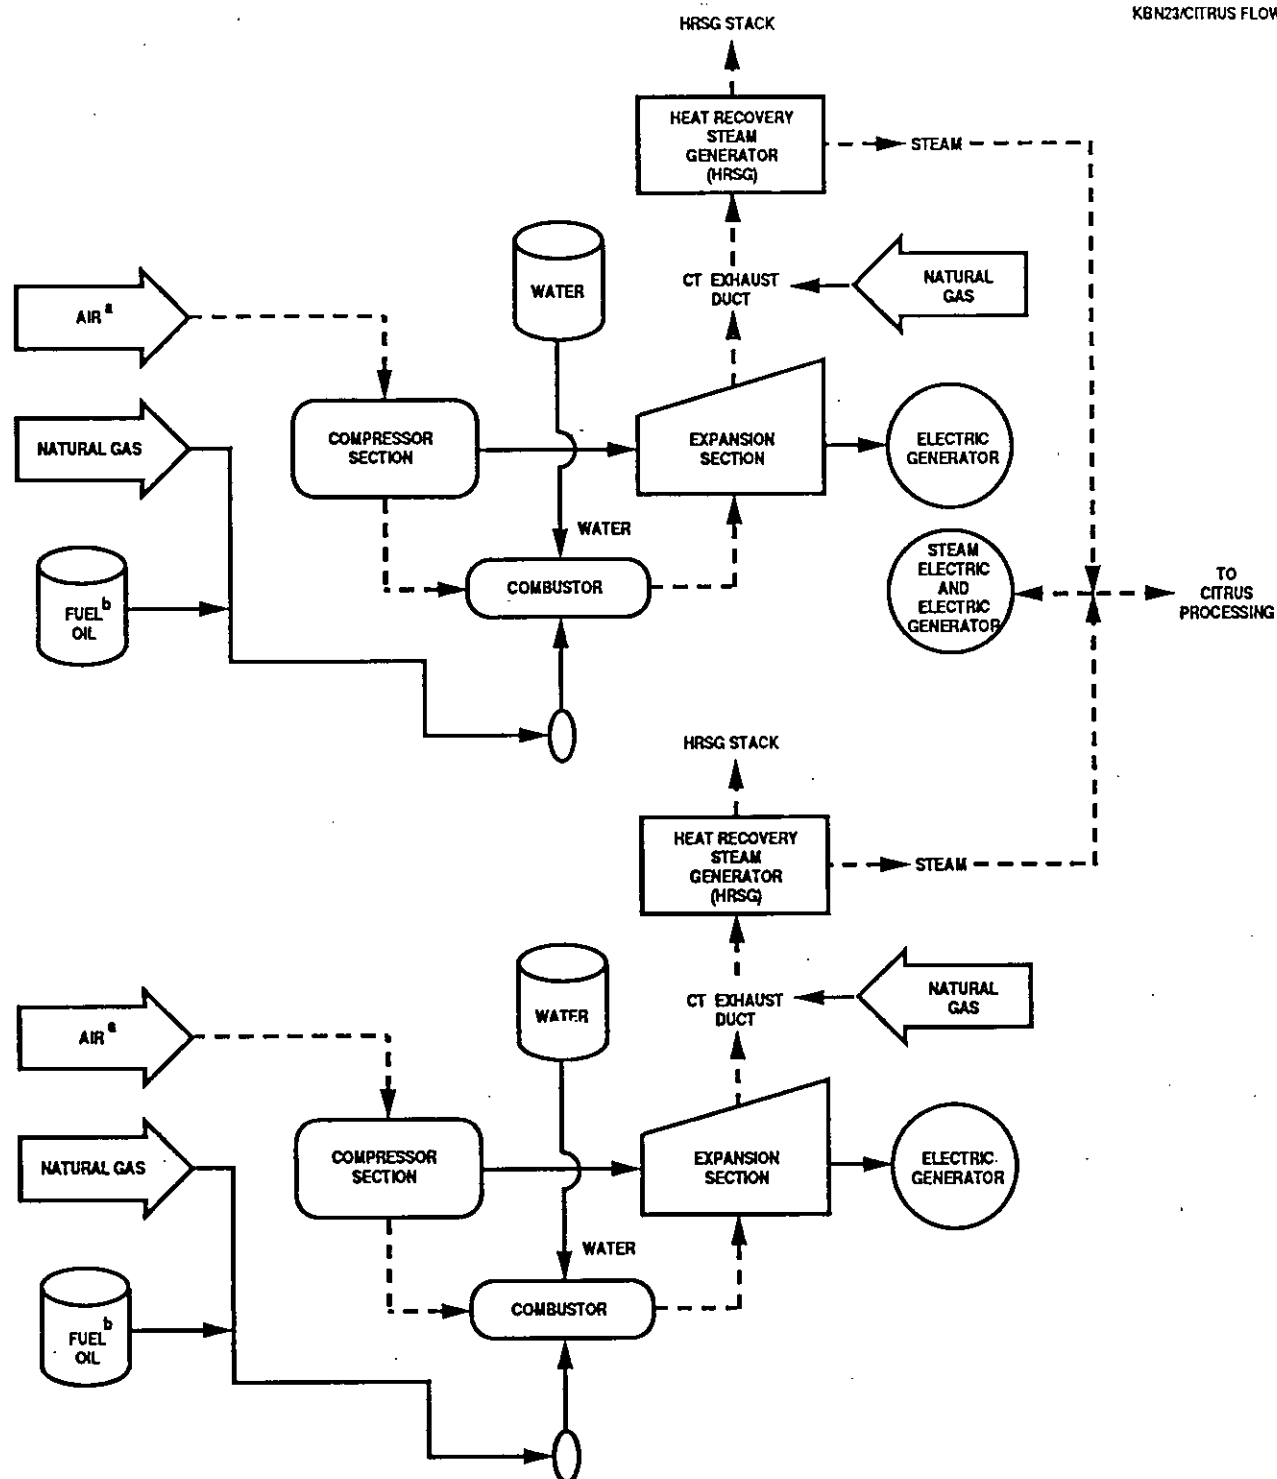 KBN23/CITRUS FLOW
HRSG STACK
HEAT RECOVERY
STEAM
GENERATOR
(HRSG)
STEAM
WATER
CT EXHAUST
DUCT
NATURAL
GAS
AIR a
NATURAL GAS
COMPRESSOR
SECTION
EXPANSION
SECTION
ELECTRIC
GENERATOR
WATER
COMBUSTOR
STEAM
ELECTRIC
AND
ELECTRIC
GENERATOR
TO
CITRUS
PROCESSING
FUEL b
OIL
HRSG STACK
HEAT RECOVERY
STEAM
GENERATOR
(HRSG)
STEAM
WATER
CT EXHAUST
DUCT
NATURAL
GAS
AIR a
NATURAL GAS
COMPRESSOR
SECTION
EXPANSION
SECTION
ELECTRIC
GENERATOR
WATER
COMBUSTOR
FUEL b
OIL